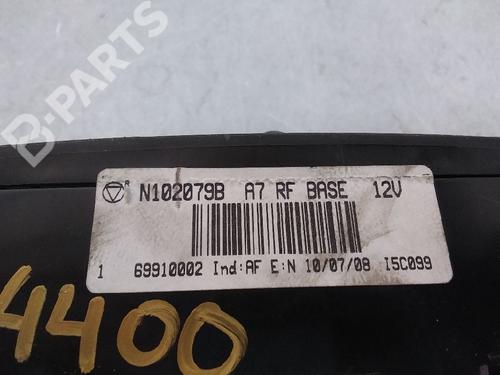 B-PARTS
R N102079B A7 RF BASE 12V
1 69910002 Ind:AF E:N 10/07/08 I5C099
4400